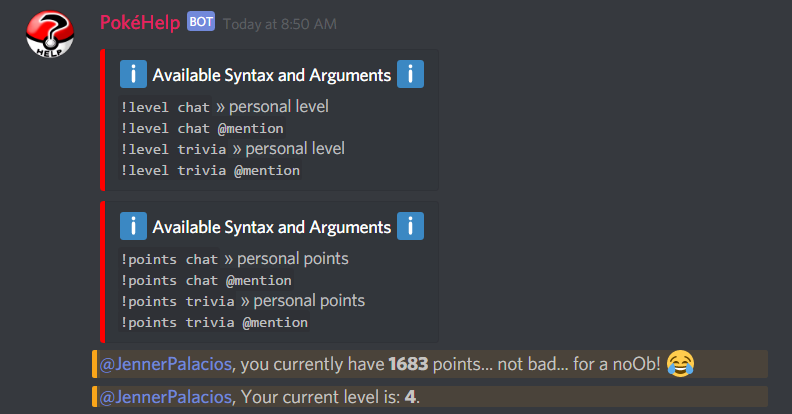 PokéHelp BOT Today at 8:50 AM
HELP
Available Syntax and Arguments
!level chat » personal level
!level chat @mention
!level trivia » personal level
!level trivia @mention
Available Syntax and Arguments
!points chat » personal points
!points chat @mention
!points trivia » personal points
!points trivia @mention
@JennerPalacios, you currently have 1683 points... not bad... for a noOb!
@JennerPalacios, Your current level is: 4.